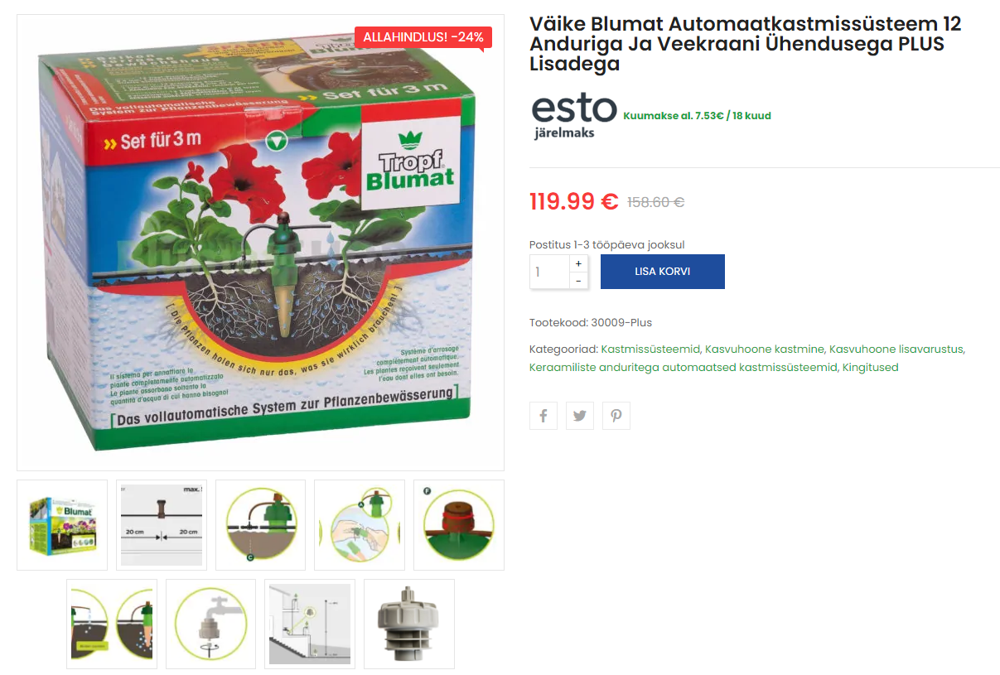 ALLAHINDLUS! -24%
Das vollautomatische
System zur Pflanzenbewässerung
Set für 3 m
Set für 3 m
Tropf
Blumat
[ Die Pflanzen holen sich nur das, was sie wirklich brauchen! ]
Il sistema per annaffiare le
piante completamente automatizzato
Le piante assorbono soltanto la
quantità d'acqua di cui hanno bisogno!
Système d'arrosage
complètement automatique.
Les plantes reçoivent seulement
l'eau dont elles ont besoin.
[Das vollautomatische System zur Pflanzenbewässerung]
Blumat
max.
20 cm
20 cm
C
A
F
Väike Blumat Automaatkastmissüsteem 12
Anduriga Ja Veekraani Ühendusega PLUS
Lisadega
esto
järelmaks
Kuumakse al. 7.53€ / 18 kuud
119.99 € 158.60 €
Postitus 1-3 tööpäeva jooksul
1
+
-
LISA KORVI
Tootekood: 30009-Plus
Kategooriad: Kastmissüsteemid, Kasvuhoone kastmine, Kasvuhoone lisavarustus,
Keraamiliste anduritega automaatsed kastmissüsteemid, Kingitused